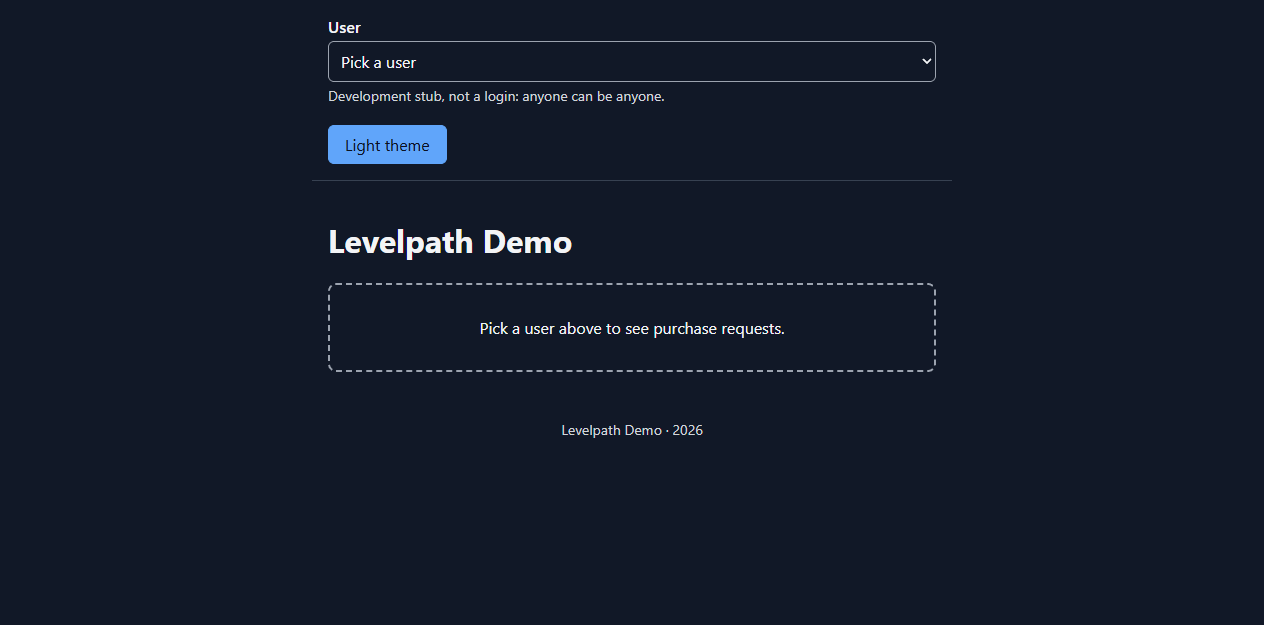 User
Pick a user
Development stub, not a login: anyone can be anyone.
Light theme
Levelpath Demo
Pick a user above to see purchase requests.
Levelpath Demo · 2026